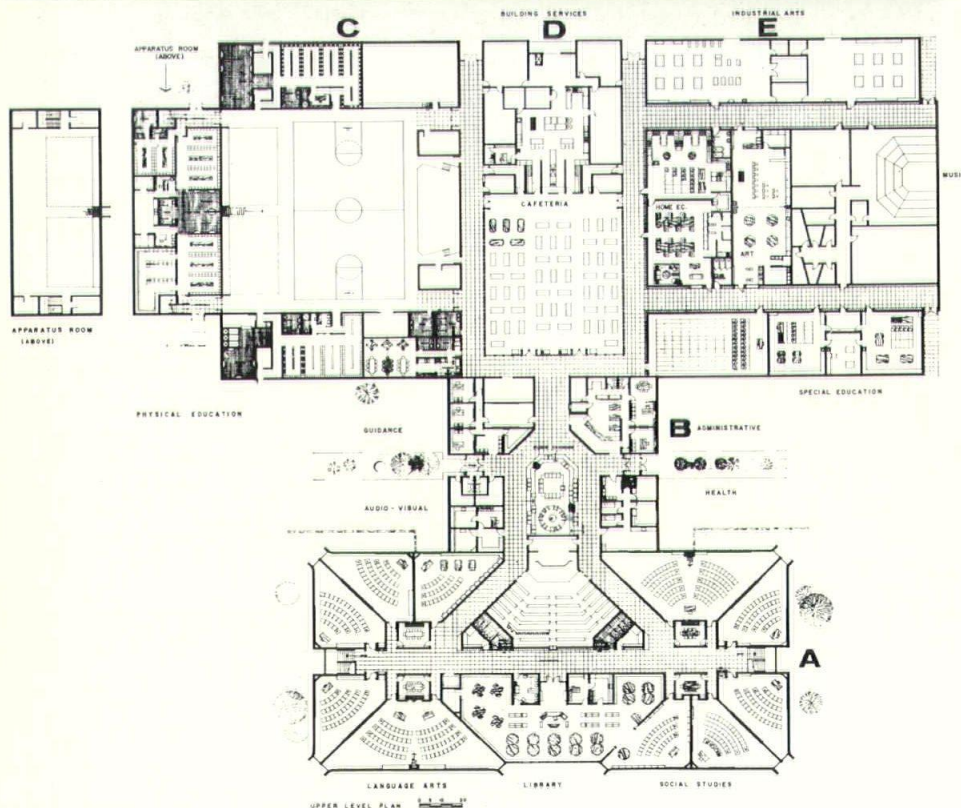 BUILDING SERVICES
INDUSTRIAL ARTS
C
D
E
APPARATUS ROOM
(ABOVE)
MUSI
CAFETERIA
HOME EC.
ART
APPARATUS ROOM
(ABOVE)
SPECIAL EDUCATION
PHYSICAL EDUCATION
GUIDANCE
B
ADMINISTRATIVE
HEALTH
AUDIO-VISUAL
A
LANGUAGE ARTS
LIBRARY
SOCIAL STUDIES
UPPER LEVEL PLAN